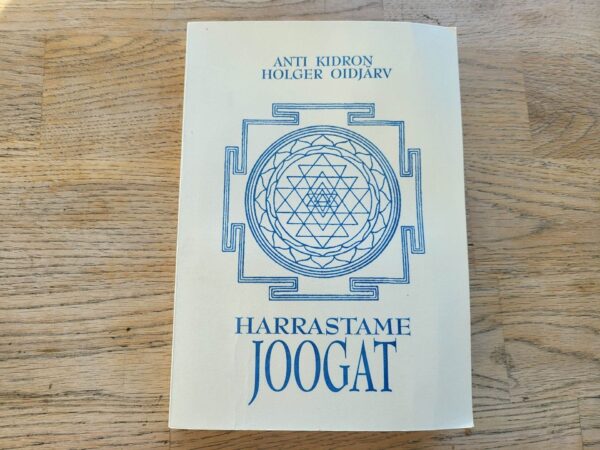 ANTI KIDRON
HOLGER OIDJÄRV
HARRASTAME
JOOGAT